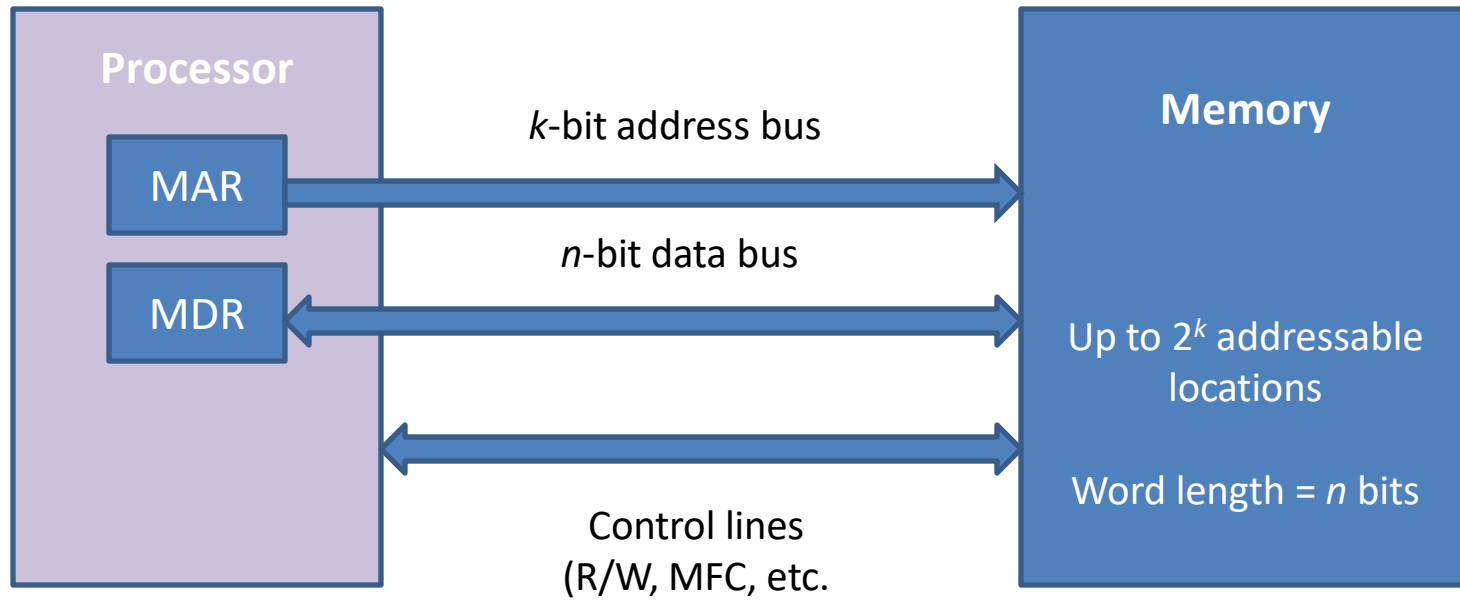 Processor
MAR
MDR
k-bit address bus
n-bit data bus
Control lines
(R/W, MFC, etc.
Memory
Up to 2ᵏ addressable
locations
Word length = n bits